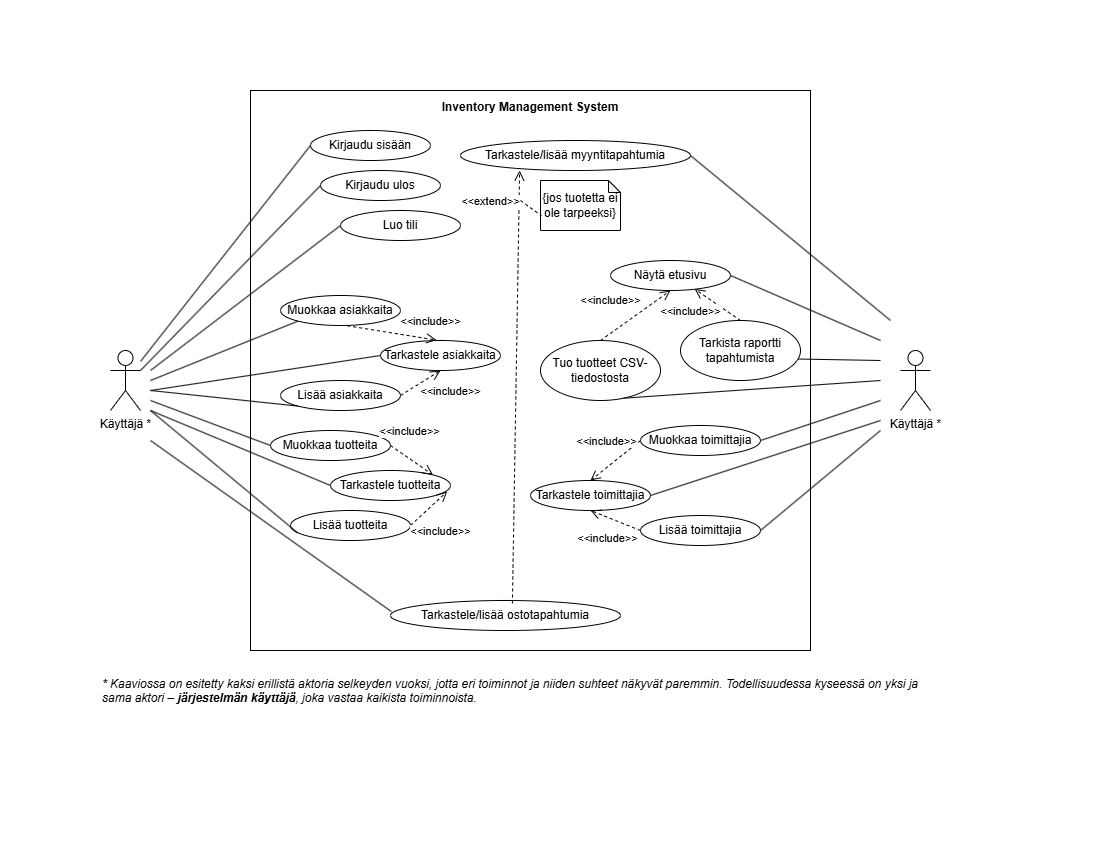 Inventory Management System
Kirjaudu sisään
Tarkastele/lisää myyntitapahtumia
Kirjaudu ulos
<<extend>>
{jos tuotetta ei
ole tarpeeksi}
Luo tili
Näytä etusivu
Muokkaa asiakkaita
<<include>>
<<include>>
<<include>>
Tarkastele asiakkaita
Tarkista raportti
tapahtumista
Tuo tuotteet CSV-
tiedostosta
Lisää asiakkaita
<<include>>
Käyttäjä *
Käyttäjä *
<<include>>
Muokkaa tuotteita
<<include>>
Muokkaa toimittajia
Tarkastele tuotteita
Tarkastele toimittajia
Lisää tuotteita
<<include>>
<<include>>
Lisää toimittajia
Tarkastele/lisää ostotapahtumia
* Kaaviossa on esitetty kaksi erillistä aktoria selkeyden vuoksi, jotta eri toiminnot ja niiden suhteet näkyvät paremmin. Todellisuudessa kyseessä on yksi ja
sama aktori – järjestelmän käyttäjä, joka vastaa kaikista toiminnoista.